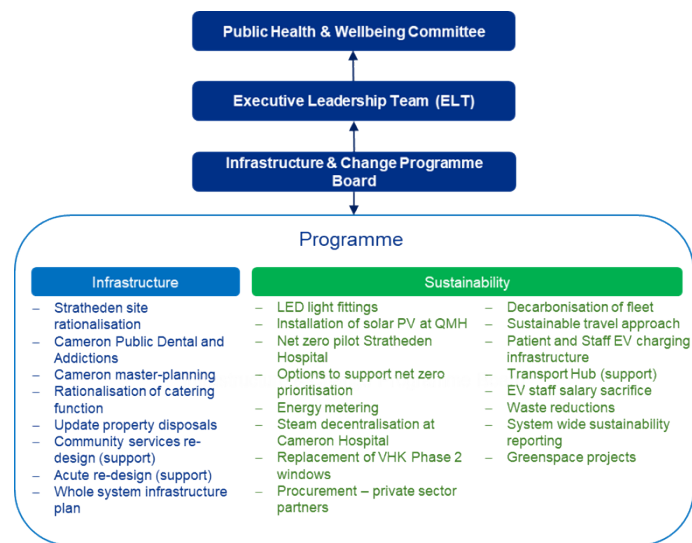 Public Health & Wellbeing Committee
Executive Leadership Team (ELT)
Infrastructure & Change Programme
Board
Programme
Infrastructure
– Stratheden site
rationalisation
– Cameron Public Dental and
Addictions
– Cameron master-planning
– Rationalisation of catering
function
– Update property disposals
– Community services re-
design (support)
– Acute re-design (support)
– Whole system infrastructure
plan
Sustainability
– LED light fittings
– Installation of solar PV at QMH
– Net zero pilot Stratheden
Hospital
– Options to support net zero
prioritisation
– Energy metering
– Steam decentralisation at
Cameron Hospital
– Replacement of VHK Phase 2
windows
– Procurement – private sector
partners
– Decarbonisation of fleet
– Sustainable travel approach
– Patient and Staff EV charging
infrastructure
– Transport Hub (support)
– EV staff salary sacrifice
– Waste reductions
– System wide sustainability
reporting
– Greenspace projects